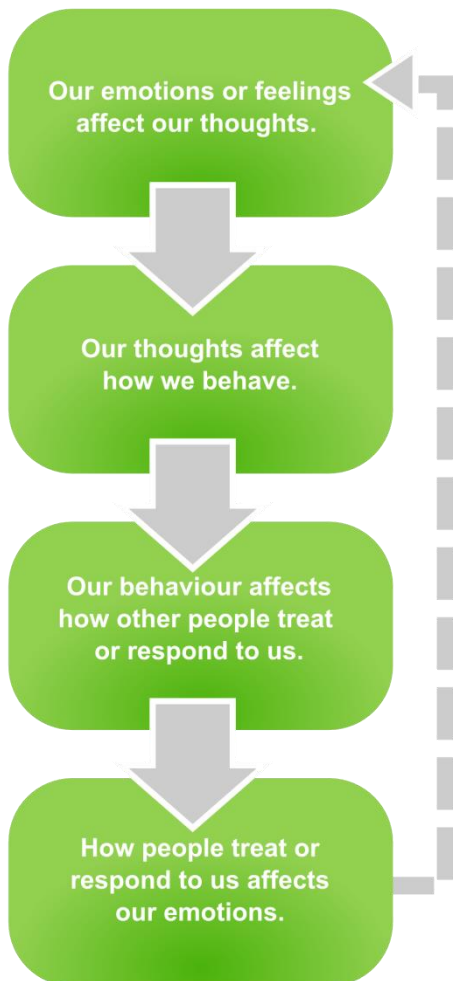 Our emotions or feelings
affect our thoughts.
Our thoughts affect
how we behave.
Our behaviour affects
how other people treat
or respond to us.
How people treat or
respond to us affects
our emotions.